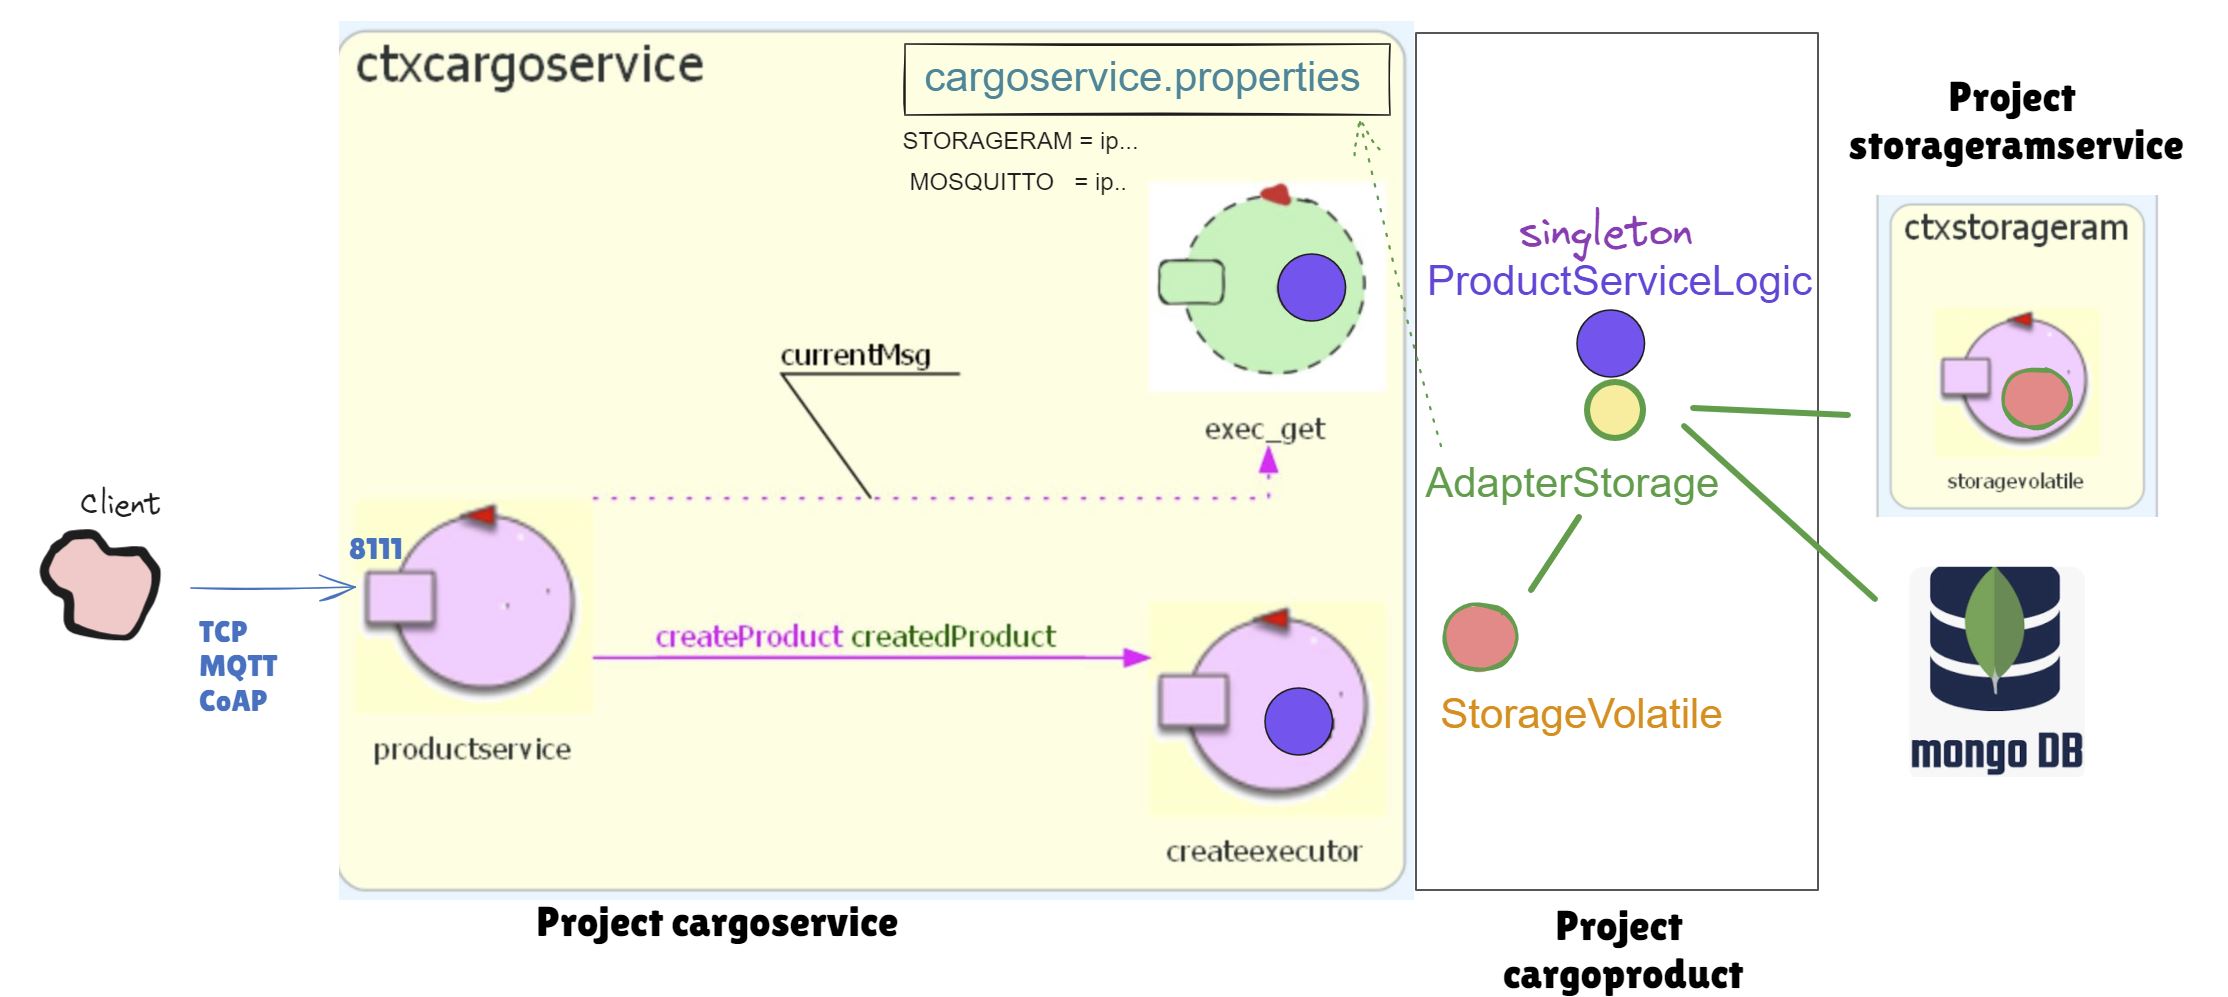 ctxcargoservice
cargoservice.properties
STORAGERAM = ip...
MOSQUITTO = ip..
currentMsg
exec_get
Client
8111
TCP
MQTT
CoAP
createProduct createdProduct
productservice
createexecutor
Project cargoservice
singleton
ProductServiceLogic
AdapterStorage
StorageVolatile
Project
cargoproduct
Project
storageramservice
ctxstorageram
storagevolatile
mongo DB